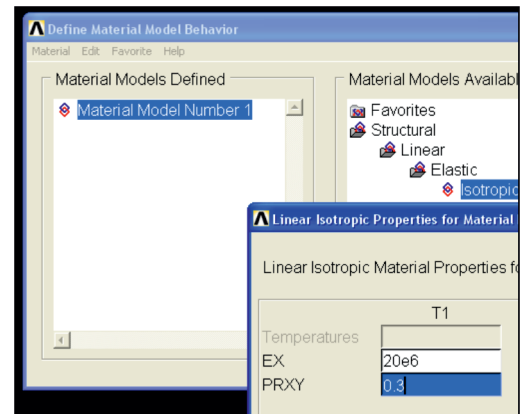 Define Material Model Behavior
Material Edit Favorite Help
Material Models Defined
Material Model Number 1
Material Models Availabl
Favorites
Structural
Linear
Elastic
Isotropic
Linear Isotropic Properties for Material
Linear Isotropic Material Properties fo
T1
Temperatures
EX 20e6
PRXY 0.3